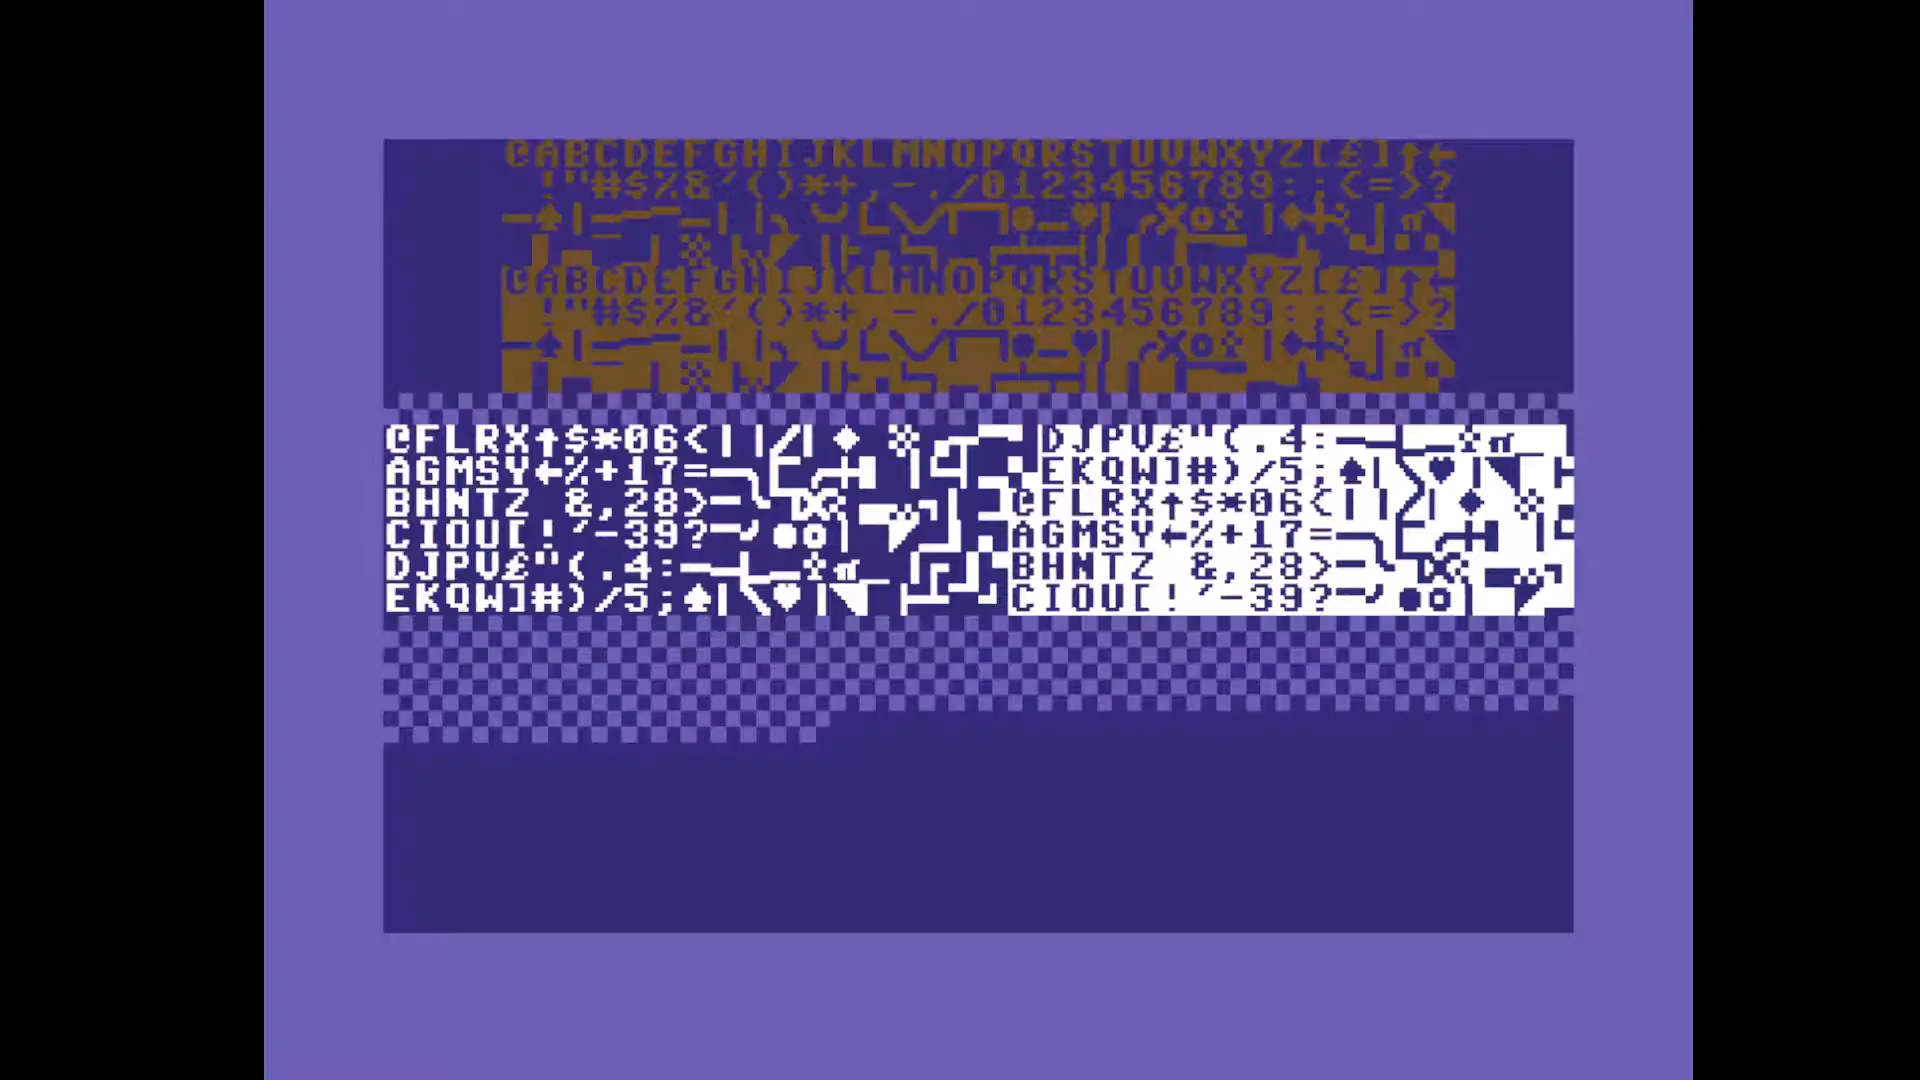 @ABCDEFGHIJKLMNOPQRSTUVWXYZ[£]↑←
!"#$%&'()*+,-./0123456789:;<=>?
@ABCDEFGHIJKLMNOPQRSTUVWXYZ[£]↑←
!"#$%&'()*+,-./0123456789:;<=>?
@FLRX↑$*06< DJPV£"(.4:
AGMSY←%+17= EKQW]#)/5;
BHNTZ &,28> @FLRX↑$*06<
CIOU[!'-39? AGMSY←%+17=
DJPV£"(.4: BHNTZ &,28>
EKQW]#)/5; CIOU[!'-39?